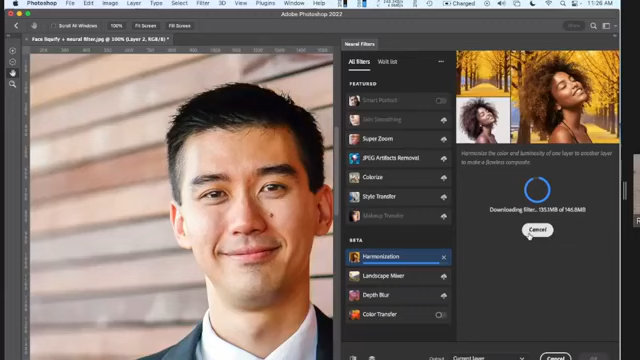 Photoshop File Edit Image Layer Type Select Filter 3D View Plugins Window Help Charged 11:26 AM
Adobe Photoshop 2022
Scroll All Windows 100% Fit Screen Fill Screen
Share
Face liquify + neural filter.jpg @ 100% (Layer 2, RGB/8) *
Neural Filters
All filters Wait list
FEATURED
Smart Portrait
Skin Smoothing
Super Zoom
JPEG Artifacts Removal
Colorize
Style Transfer
Makeup Transfer
BETA
Harmonization
Landscape Mixer
Depth Blur
Color Transfer
Harmonize the color and luminosity of one layer to another layer
to make a flawless composite.
Downloading filter... 135.1MB of 146.8MB
Cancel
Output Current layer Cancel